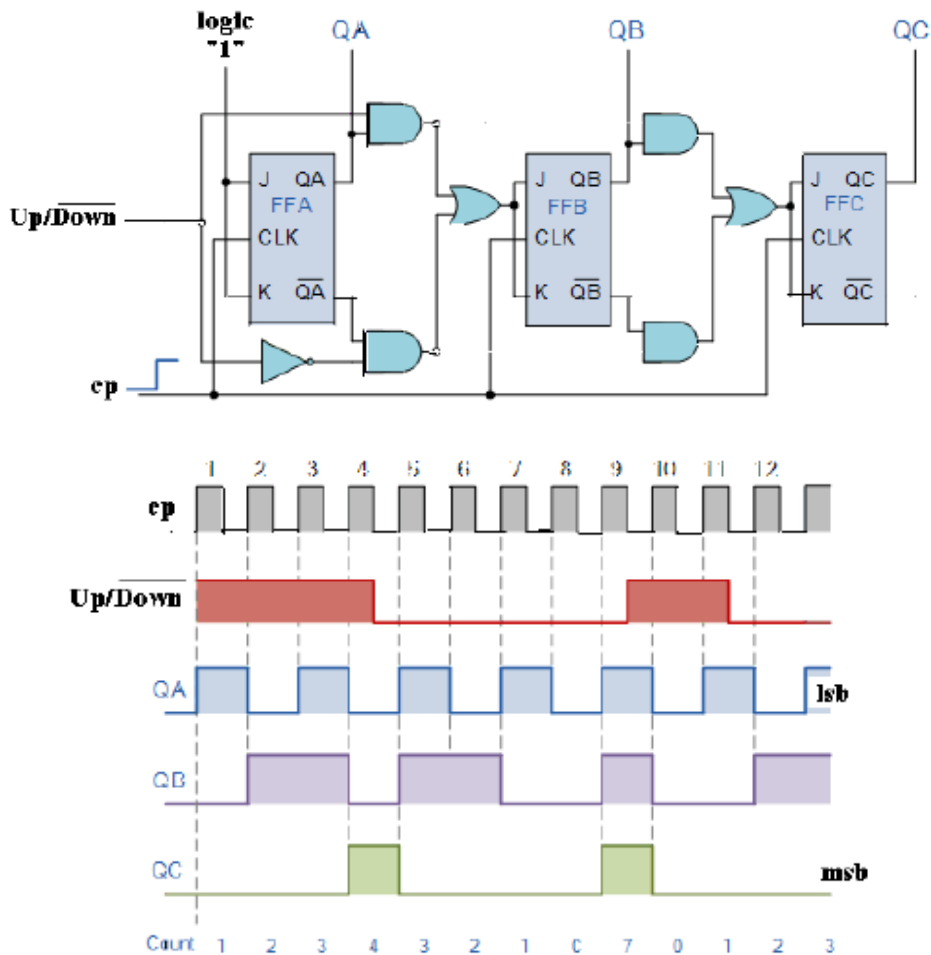 logic
"1"
QA
QB
QC
J QA
FFA
CLK
K QA
J QB
FFB
CLK
K QB
J QC
FFC
CLK
K QC
Up/Down
cp
1 2 3 4 5 6 7 8 9 10 11 12
cp
Up/Down
QA
lsb
QB
QC
msb
Count 1 2 3 4 3 2 1 0 7 0 1 2 3